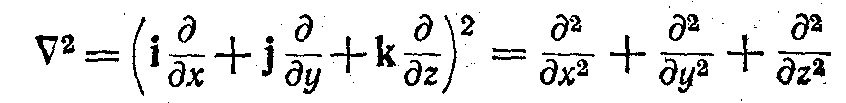 ∇² = (i ∂/∂x + j ∂/∂y + k ∂/∂z)² = ∂²/∂x² + ∂²/∂y² + ∂²/∂z²